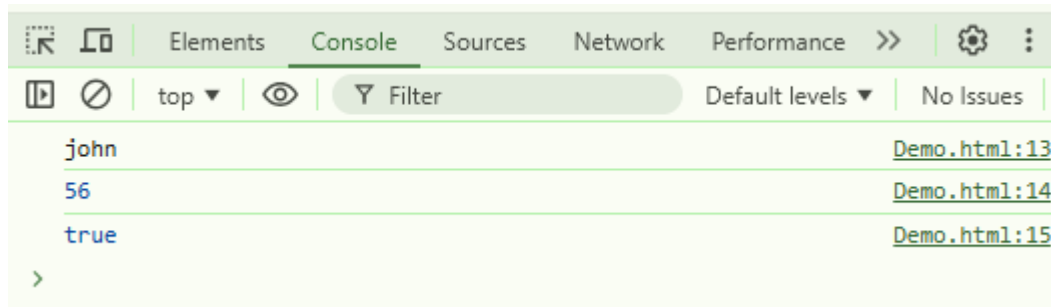 Elements Console Sources Network Performance
top Filter Default levels No Issues
john Demo.html:13
56 Demo.html:14
true Demo.html:15